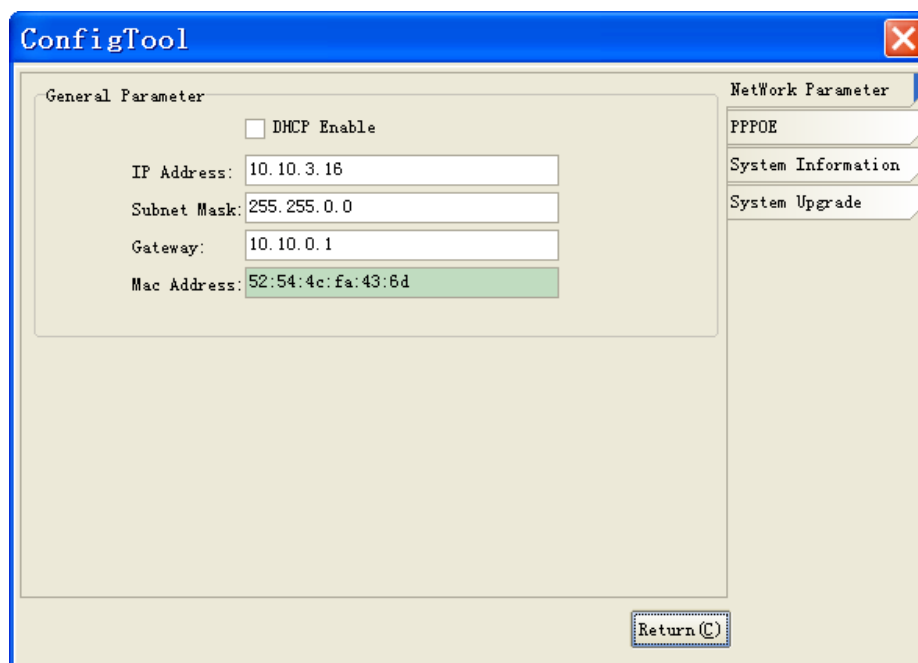 ConfigTool
General Parameter
DHCP Enable
IP Address: 10.10.3.16
Subnet Mask: 255.255.0.0
Gateway: 10.10.0.1
Mac Address: 52:54:4c:fa:43:6d
NetWork Parameter
PPPOE
System Information
System Upgrade
Return(C)